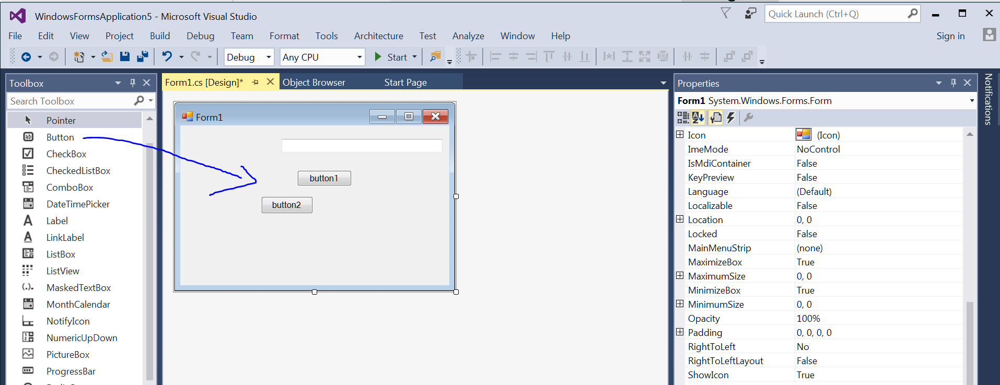 WindowsFormsApplication5 - Microsoft Visual Studio
Quick Launch (Ctrl+Q)
File Edit View Project Build Debug Team Format Tools Architecture Test Analyze Window Help
Sign in
Debug Any CPU Start
Toolbox
Search Toolbox
Pointer
Button
CheckBox
CheckedListBox
ComboBox
DateTimePicker
Label
LinkLabel
ListBox
ListView
MaskedTextBox
MonthCalendar
NotifyIcon
NumericUpDown
PictureBox
ProgressBar
Form1.cs [Design]* Object Browser Start Page
Form1
button1
button2
Properties
Form1 System.Windows.Forms.Form
Icon (Icon)
ImeMode NoControl
IsMdiContainer False
KeyPreview False
Language (Default)
Localizable False
Location 0, 0
Locked False
MainMenuStrip (none)
MaximizeBox True
MaximumSize 0, 0
MinimizeBox True
MinimumSize 0, 0
Opacity 100%
Padding 0, 0, 0, 0
RightToLeft No
RightToLeftLayout False
ShowIcon True
Notifications